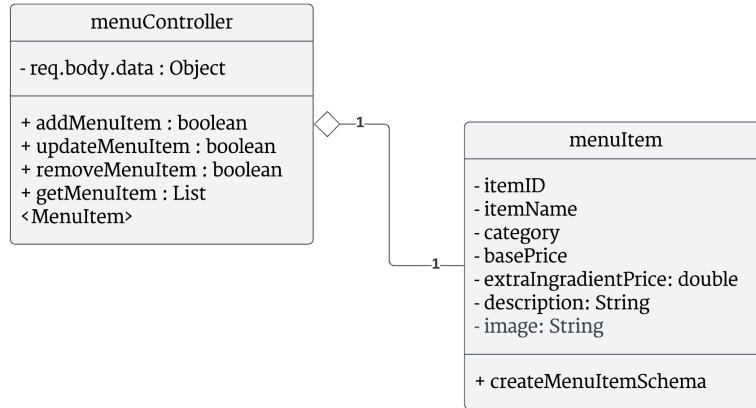 menuController
- req.body.data : Object
+ addMenuItem : boolean
+ updateMenuItem : boolean
+ removeMenuItem : boolean
+ getMenuItem : List
<MenuItem>
1
1
menuItem
- itemID
- itemName
- category
- basePrice
- extraIngradientPrice: double
- description: String
- image: String
+ createMenuItemSchema